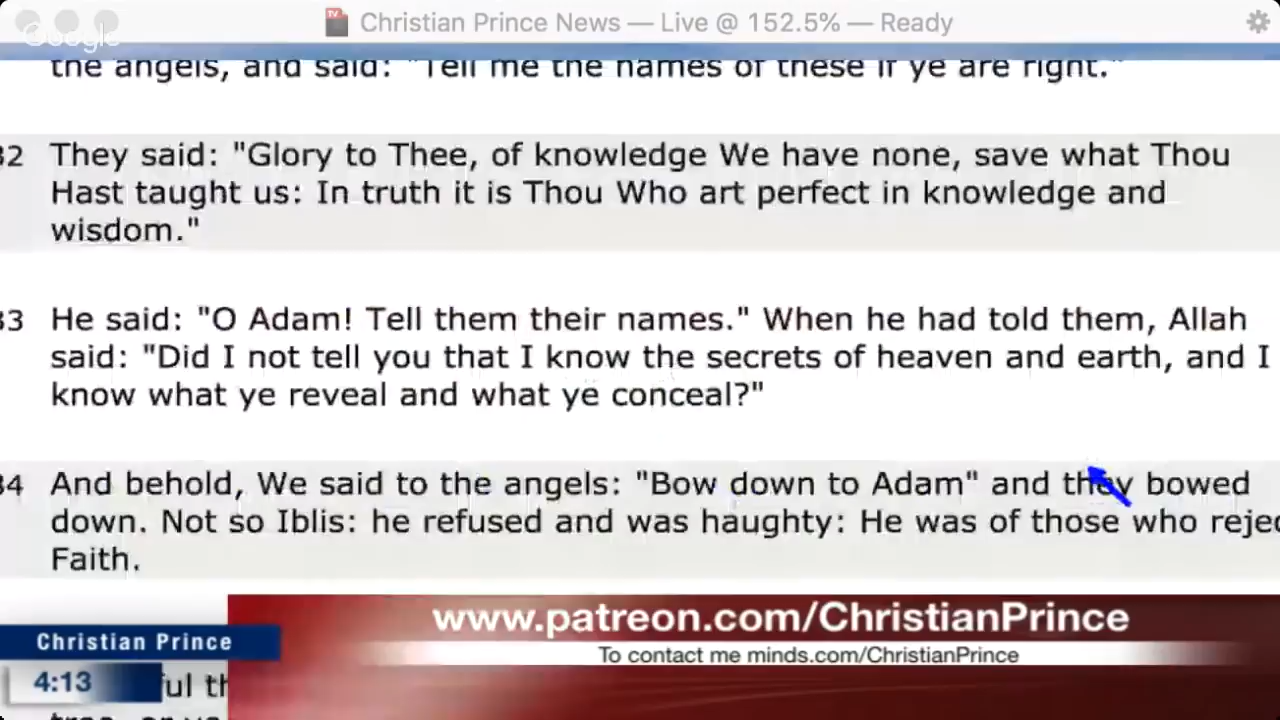 Christian Prince News — Live @ 152.5% — Ready
Google
the angels, and said: "Tell me the names of these if ye are right."
32 They said: "Glory to Thee, of knowledge We have none, save what Thou
Hast taught us: In truth it is Thou Who art perfect in knowledge and
wisdom."
33 He said: "O Adam! Tell them their names." When he had told them, Allah
said: "Did I not tell you that I know the secrets of heaven and earth, and I
know what ye reveal and what ye conceal?"
34 And behold, We said to the angels: "Bow down to Adam" and they bowed
down. Not so Iblis: he refused and was haughty: He was of those who rejec
Faith.
www.patreon.com/ChristianPrince
To contact me minds.com/ChristianPrince
Christian Prince
4:13